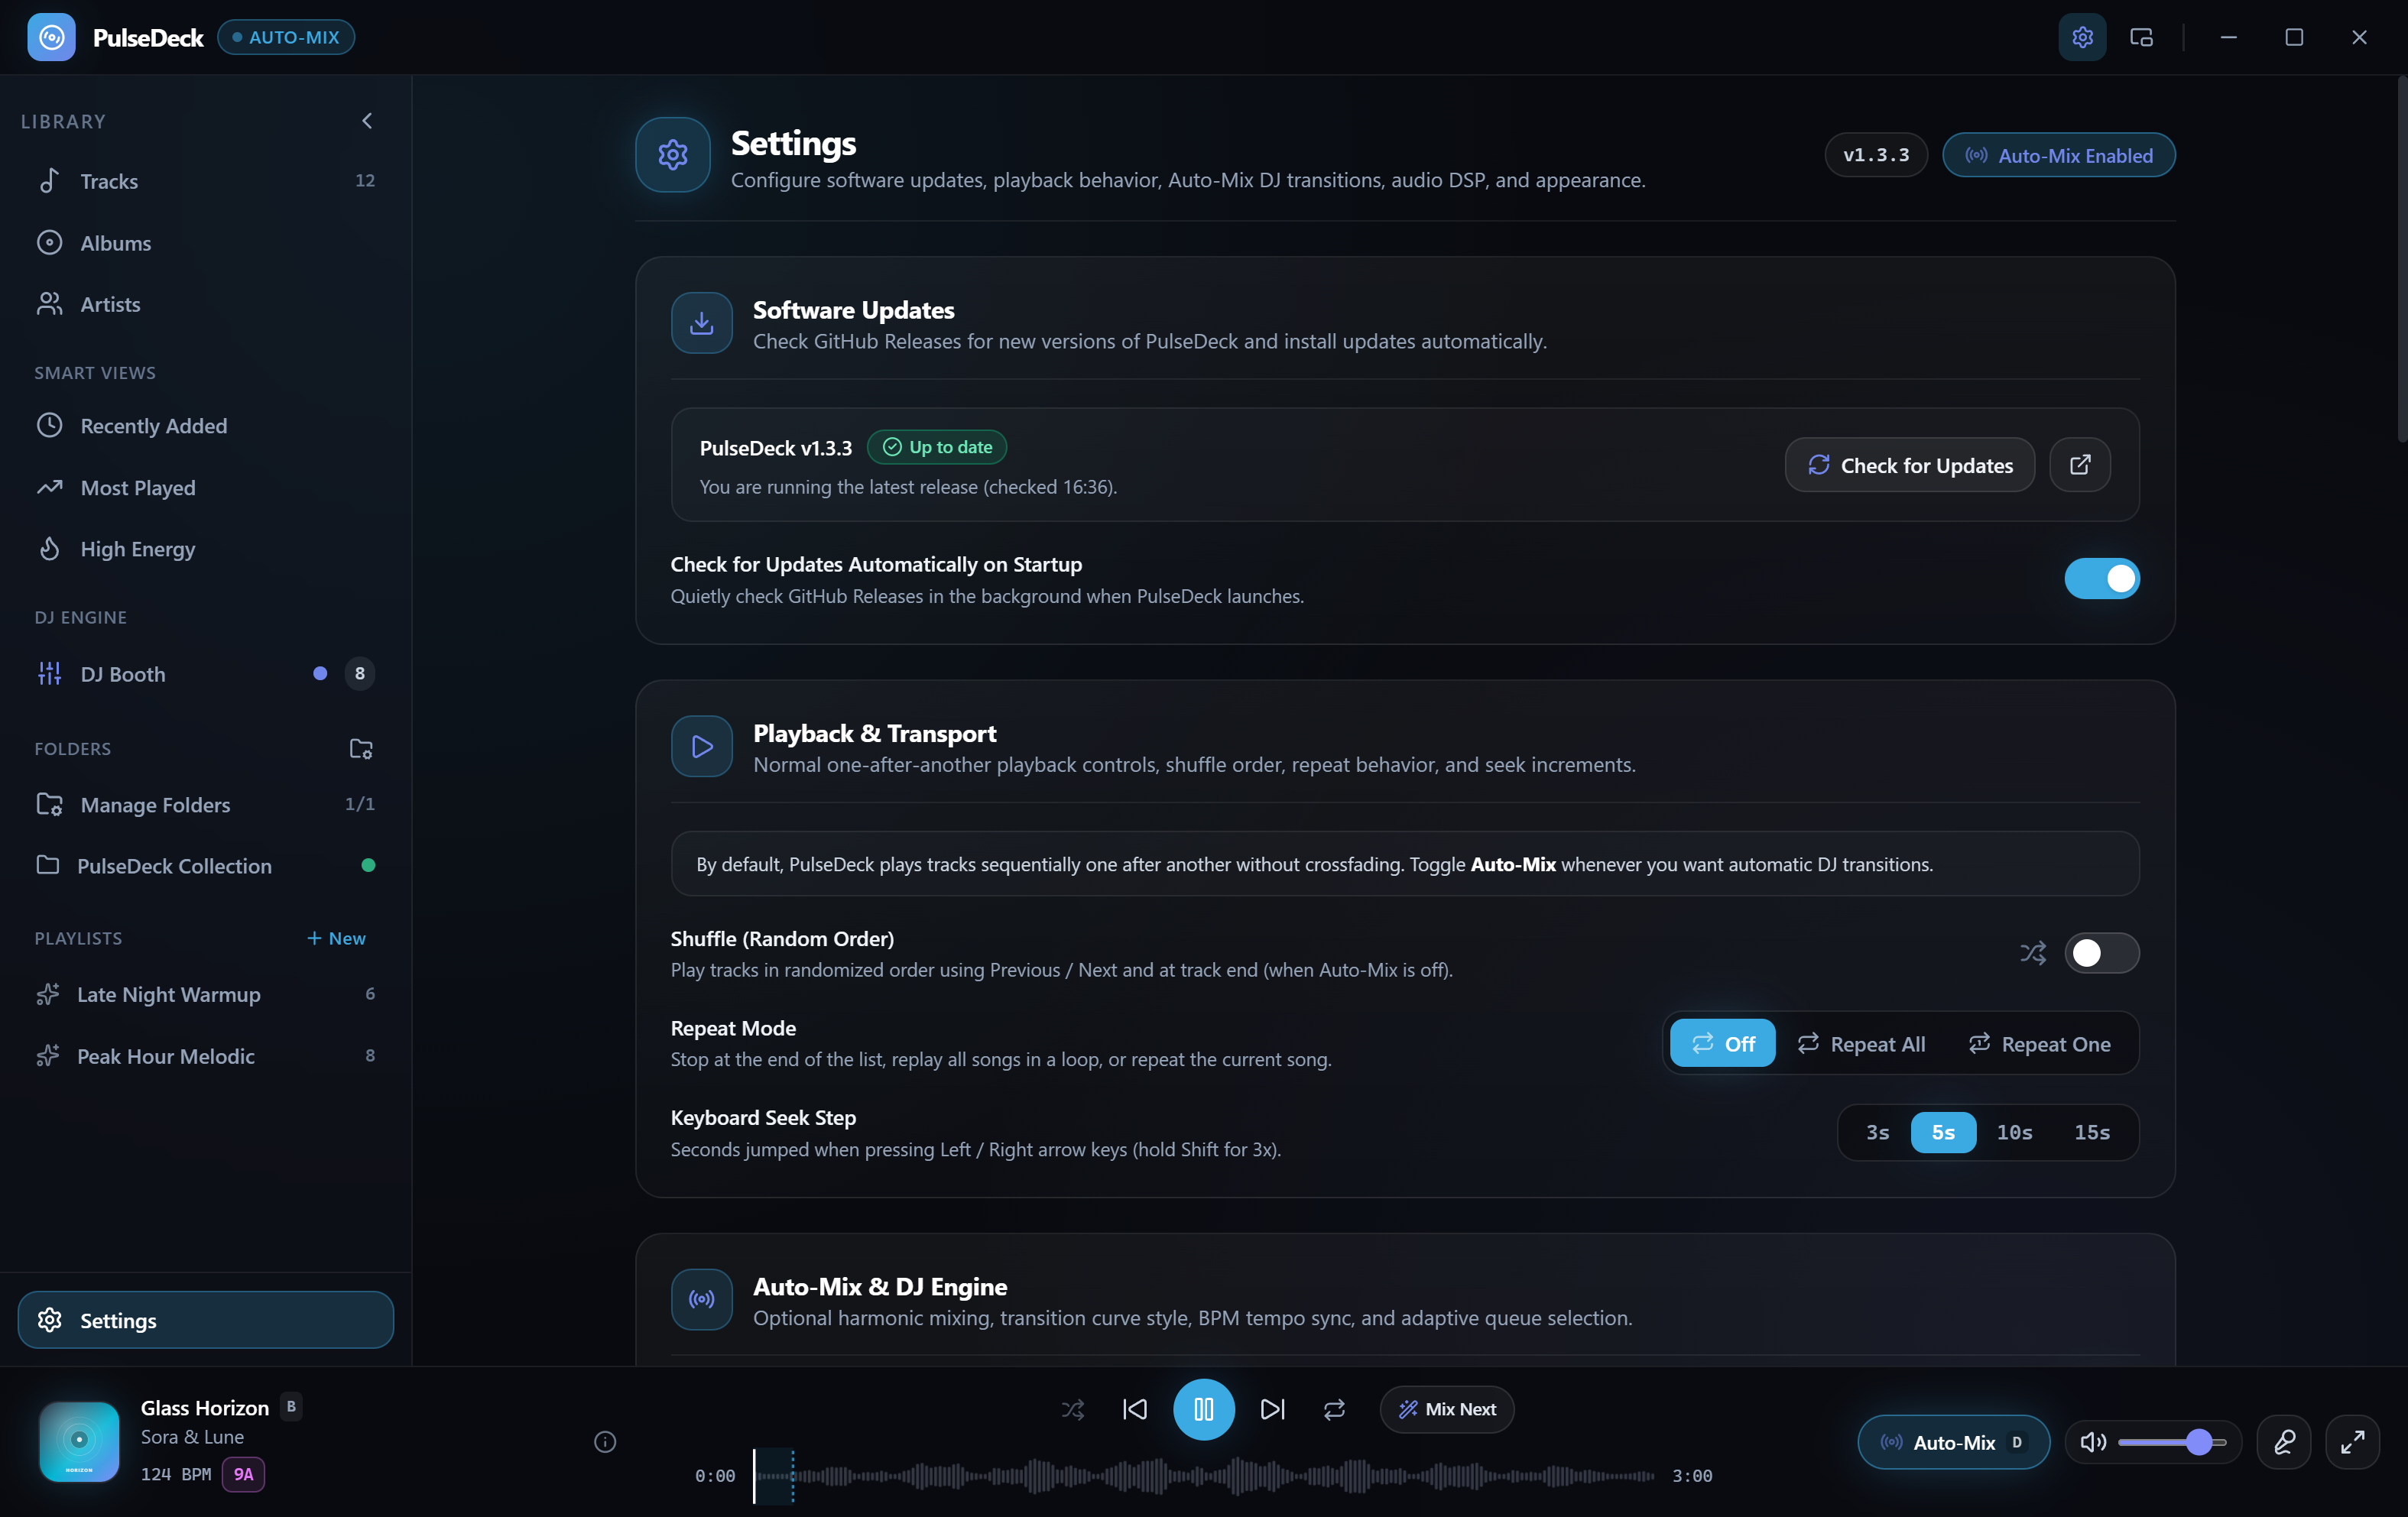 PulseDeck
AUTO-MIX
LIBRARY
Tracks 12
Albums
Artists
SMART VIEWS
Recently Added
Most Played
High Energy
DJ ENGINE
DJ Booth 8
FOLDERS
Manage Folders 1/1
PulseDeck Collection
PLAYLISTS + New
Late Night Warmup 6
Peak Hour Melodic 8
Settings
Settings
Configure software updates, playback behavior, Auto-Mix DJ transitions, audio DSP, and appearance.
v1.3.3
Auto-Mix Enabled
Software Updates
Check GitHub Releases for new versions of PulseDeck and install updates automatically.
PulseDeck v1.3.3 Up to date
You are running the latest release (checked 16:36).
Check for Updates
Check for Updates Automatically on Startup
Quietly check GitHub Releases in the background when PulseDeck launches.
Playback & Transport
Normal one-after-another playback controls, shuffle order, repeat behavior, and seek increments.
By default, PulseDeck plays tracks sequentially one after another without crossfading. Toggle Auto-Mix whenever you want automatic DJ transitions.
Shuffle (Random Order)
Play tracks in randomized order using Previous / Next and at track end (when Auto-Mix is off).
Repeat Mode
Stop at the end of the list, replay all songs in a loop, or repeat the current song.
Off Repeat All Repeat One
Keyboard Seek Step
Seconds jumped when pressing Left / Right arrow keys (hold Shift for 3x).
3s 5s 10s 15s
Auto-Mix & DJ Engine
Optional harmonic mixing, transition curve style, BPM tempo sync, and adaptive queue selection.
HORIZON
Glass Horizon B
Sora & Lune
124 BPM 9A
Mix Next
0:00 3:00
Auto-Mix D